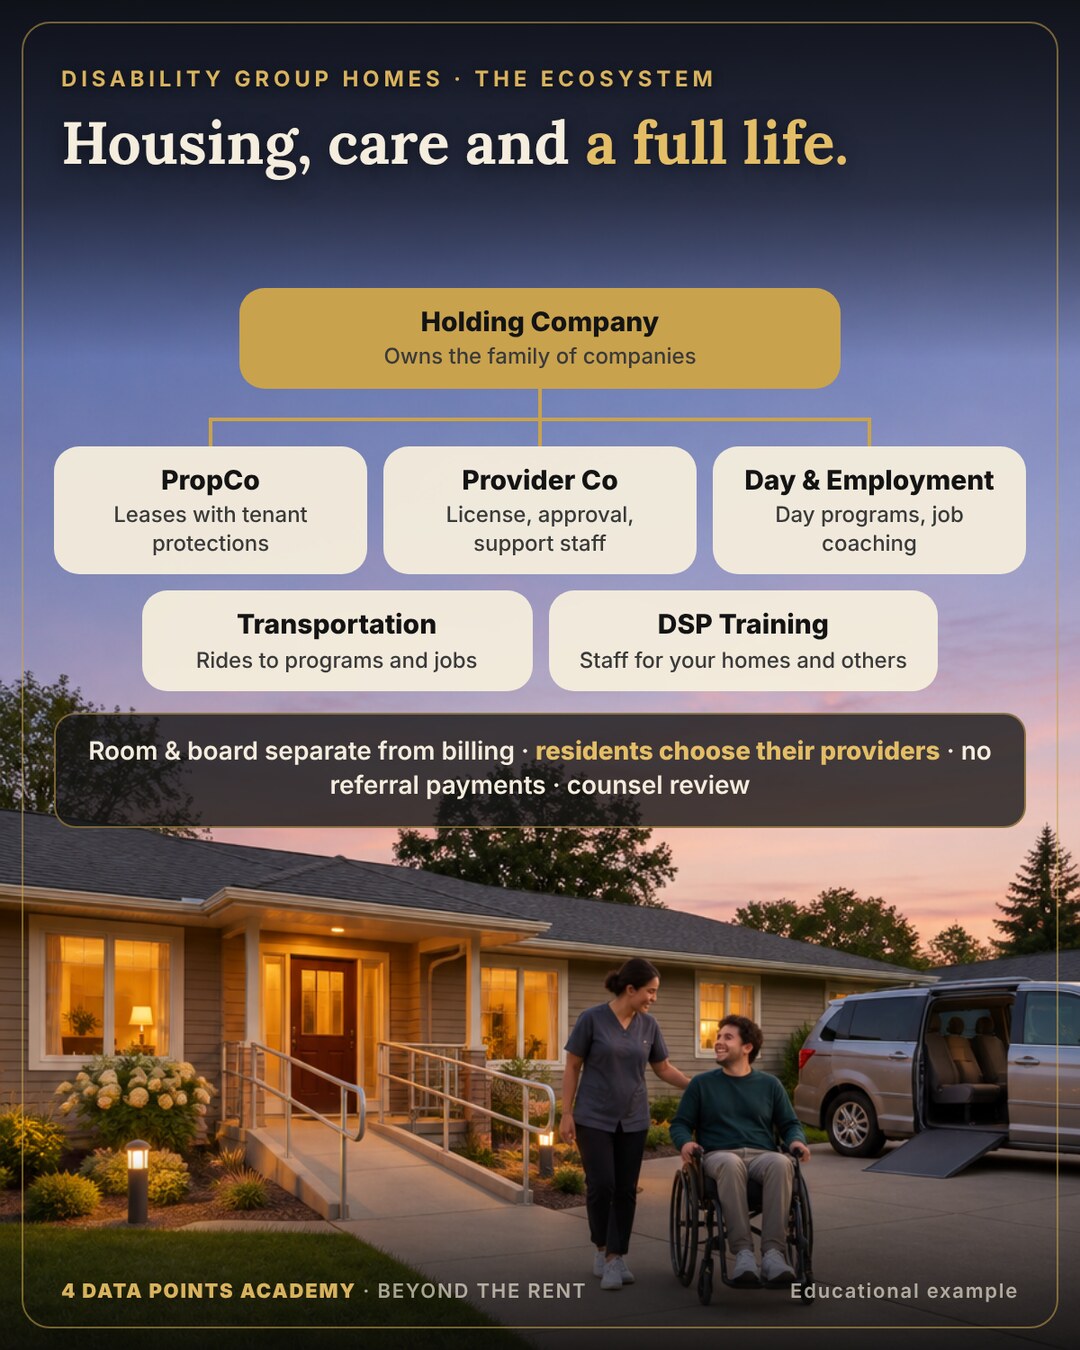 DISABILITY GROUP HOMES · THE ECOSYSTEM
Housing, care and a full life.
Holding Company
Owns the family of companies
PropCo
Leases with tenant
protections
Provider Co
License, approval,
support staff
Day & Employment
Day programs, job
coaching
Transportation
Rides to programs and jobs
DSP Training
Staff for your homes and others
Room & board separate from billing · residents choose their providers · no
referral payments · counsel review
4 DATA POINTS ACADEMY · BEYOND THE RENT
Educational example